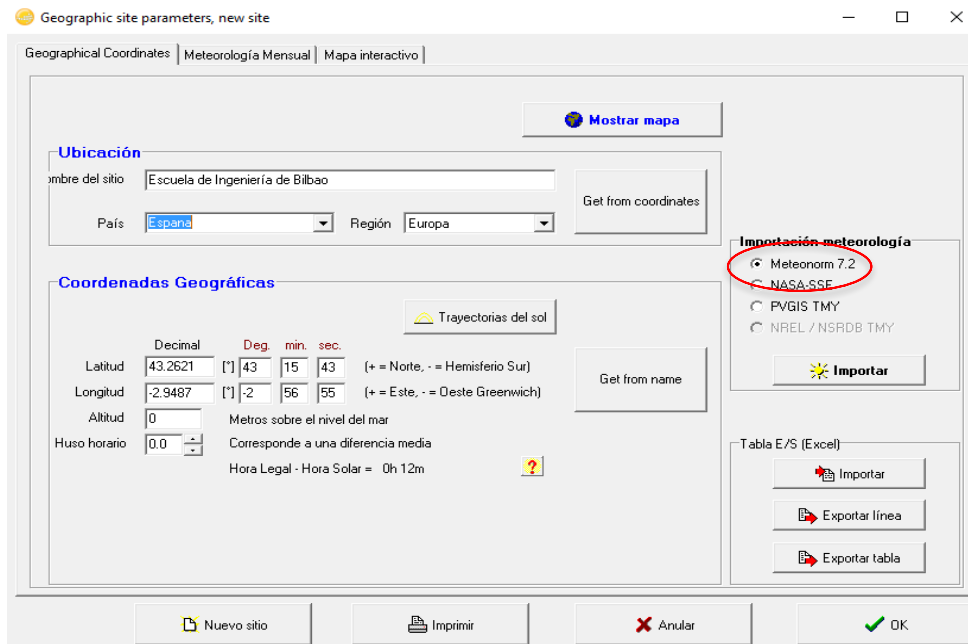 Geographic site parameters, new site
Geographical Coordinates Meteorología Mensual Mapa interactivo
Mostrar mapa
Ubicación
ombre del sitio Escuela de Ingeniería de Bilbao
Get from coordinates
País Espana Región Europa
Importación meteorología
Meteonorm 7.2
NASA-SSE
PVGIS TMY
NREL / NSRDB TMY
Importar
Coordenadas Geográficas
Trayectorias del sol
Decimal Deg. min. sec.
Latitud 43.2621 [°] 43 15 43 (+ = Norte, - = Hemisferio Sur)
Longitud -2.9487 [°] -2 56 55 (+ = Este, - = Oeste Greenwich)
Get from name
Altitud 0 Metros sobre el nivel del mar
Huso horario 0.0 Corresponde a una diferencia media
Hora Legal - Hora Solar = 0h 12m ?
Tabla E/S (Excel)
Importar
Exportar línea
Exportar tabla
Nuevo sitio Imprimir Anular OK